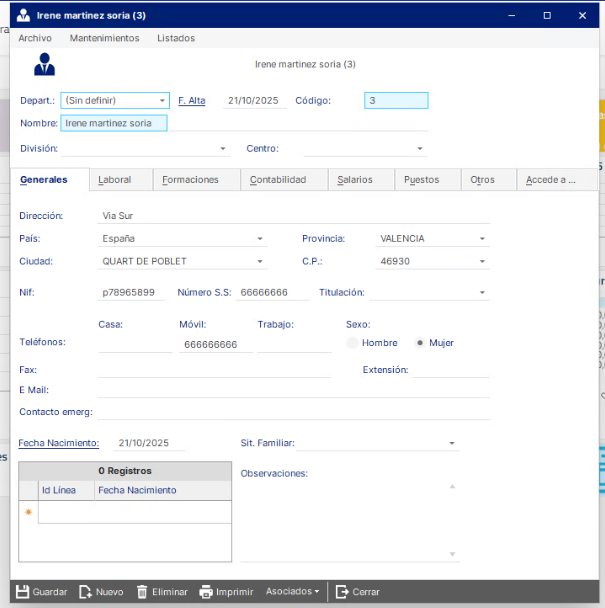 Irene martinez soria (3)
Archivo Mantenimientos Listados
Irene martinez soria (3)
Depart.: (Sin definir) F. Alta 21/10/2025 Código: 3
Nombre: Irene martinez soria
División: Centro:
Generales Laboral Formaciones Contabilidad Salarios Puestos Otros Accede a ...
Dirección: Via Sur
País: España Provincia: VALENCIA
Ciudad: QUART DE POBLET C.P.: 46930
Nif: p78965899 Número S.S: 66666666 Titulación:
Casa: Móvil: Trabajo: Sexo:
Teléfonos: 666666666 Hombre Mujer
Fax: Extensión:
E Mail:
Contacto emerg:
Fecha Nacimiento: 21/10/2025 Sit. Familiar:
0 Registros Observaciones:
Id Línea Fecha Nacimiento
Guardar Nuevo Eliminar Imprimir Asociados Cerrar